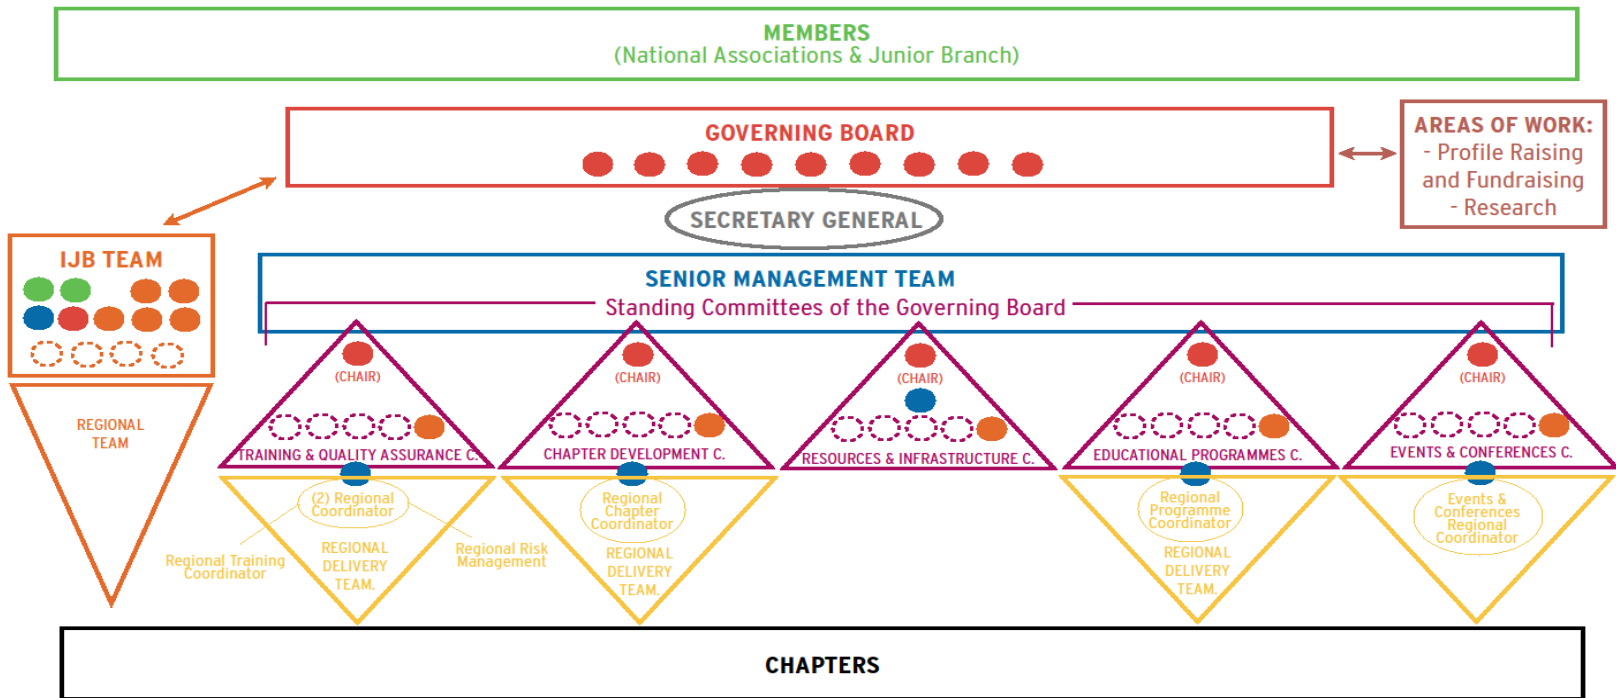 MEMBERS
(National Associations & Junior Branch)
GOVERNING BOARD
AREAS OF WORK:
- Profile Raising
and Fundraising
- Research
SECRETARY GENERAL
IJB TEAM
SENIOR MANAGEMENT TEAM
Standing Committees of the Governing Board
(CHAIR)
(CHAIR)
(CHAIR)
(CHAIR)
(CHAIR)
REGIONAL
TEAM
TRAINING & QUALITY ASSURANCE C.
CHAPTER DEVELOPMENT C.
RESOURCES & INFRASTRUCTURE C.
EDUCATIONAL PROGRAMMES C.
EVENTS & CONFERENCES C.
(2) Regional
Coordinator
Regional Training
Coordinator
Regional Risk
Management
REGIONAL
DELIVERY
TEAM.
Regional
Chapter
Coordinator
REGIONAL
DELIVERY
TEAM.
Regional
Programme
Coordinator
REGIONAL
DELIVERY
TEAM.
Events &
Conferences
Regional
Coordinator
CHAPTERS